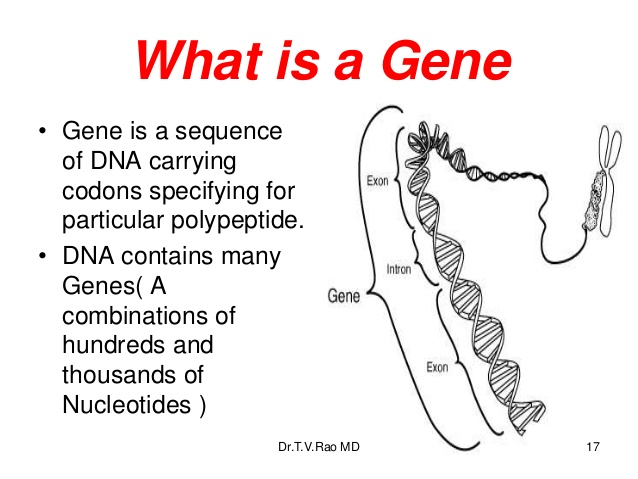 What is a Gene
• Gene is a sequence
of DNA carrying
codons specifying for
particular polypeptide.
• DNA contains many
Genes( A
combinations of
hundreds and
thousands of
Nucleotides )
Exon
Intron
Gene
Exon
Dr.T.V.Rao MD
17